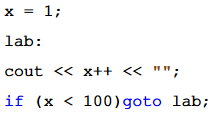 x = 1;
lab:
cout << x++ << "";
if (x < 100)goto lab;